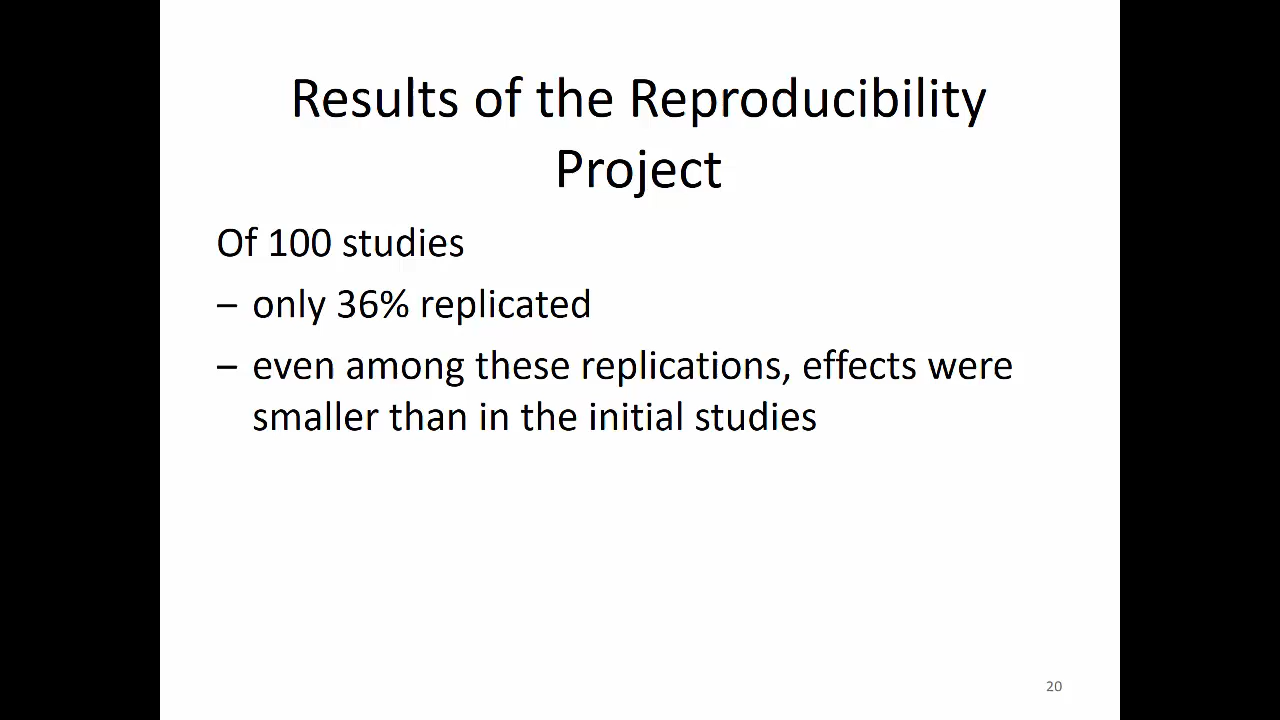 Results of the Reproducibility
Project
Of 100 studies
– only 36% replicated
– even among these replications, effects were
smaller than in the initial studies
20